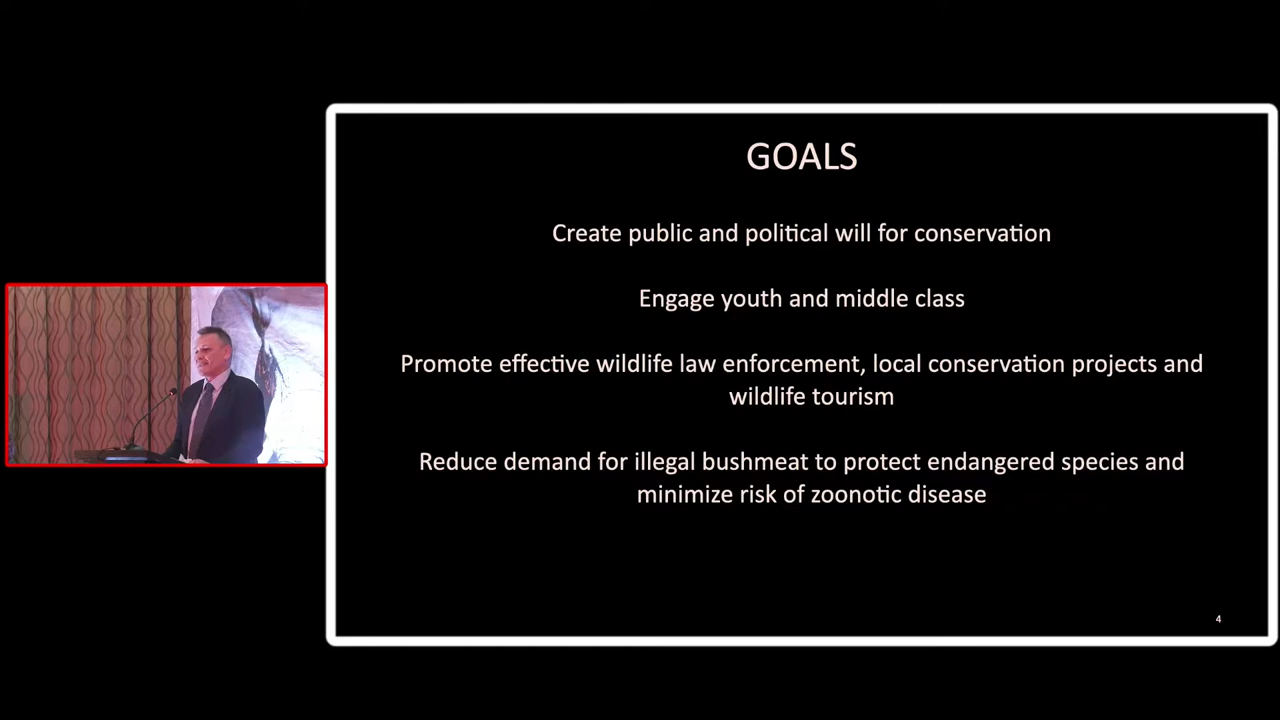 GOALS
Create public and political will for conservation
Engage youth and middle class
Promote effective wildlife law enforcement, local conservation projects and
wildlife tourism
Reduce demand for illegal bushmeat to protect endangered species and
minimize risk of zoonotic disease
4